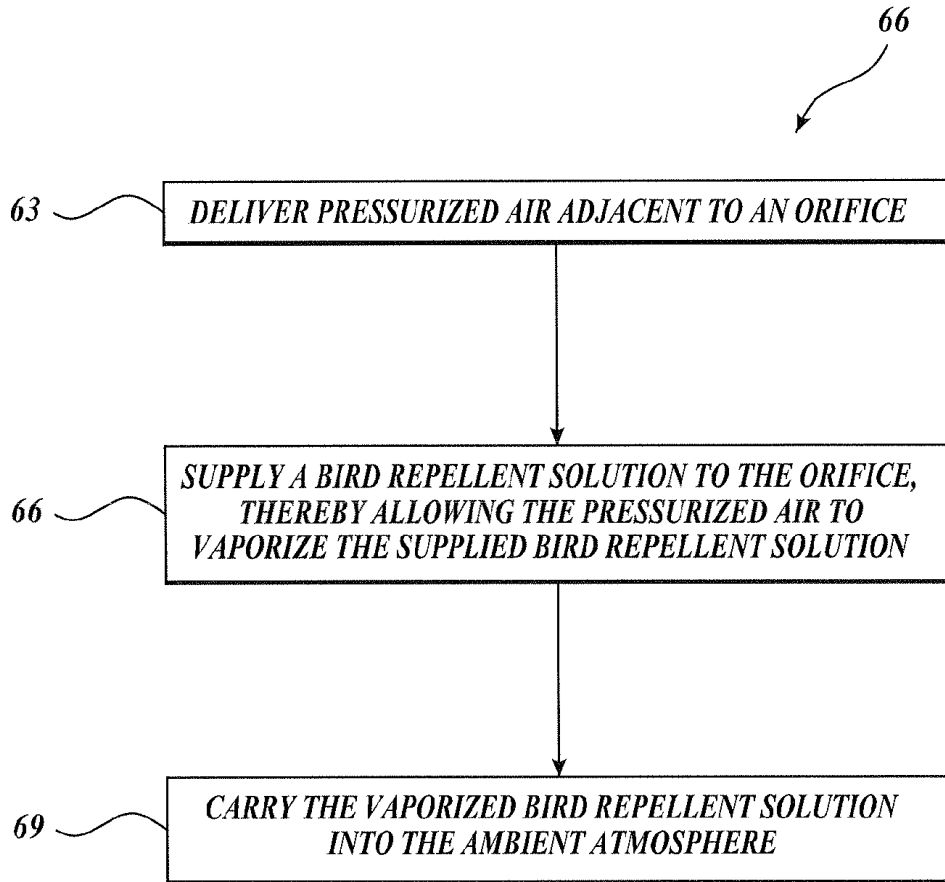 66
63
DELIVER PRESSURIZED AIR ADJACENT TO AN ORIFICE
66
SUPPLY A BIRD REPELLENT SOLUTION TO THE ORIFICE,
THEREBY ALLOWING THE PRESSURIZED AIR TO
VAPORIZE THE SUPPLIED BIRD REPELLENT SOLUTION
69
CARRY THE VAPORIZED BIRD REPELLENT SOLUTION
INTO THE AMBIENT ATMOSPHERE